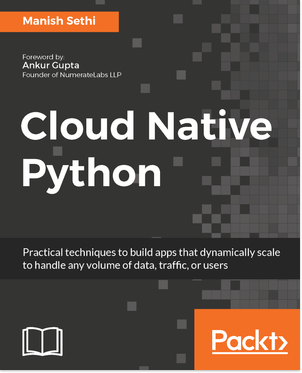 Manish Sethi
Foreword by:
Ankur Gupta
Founder of NumerateLabs LLP
Cloud Native
Python
Practical techniques to build apps that dynamically scale
to handle any volume of data, traffic, or users
Packt>